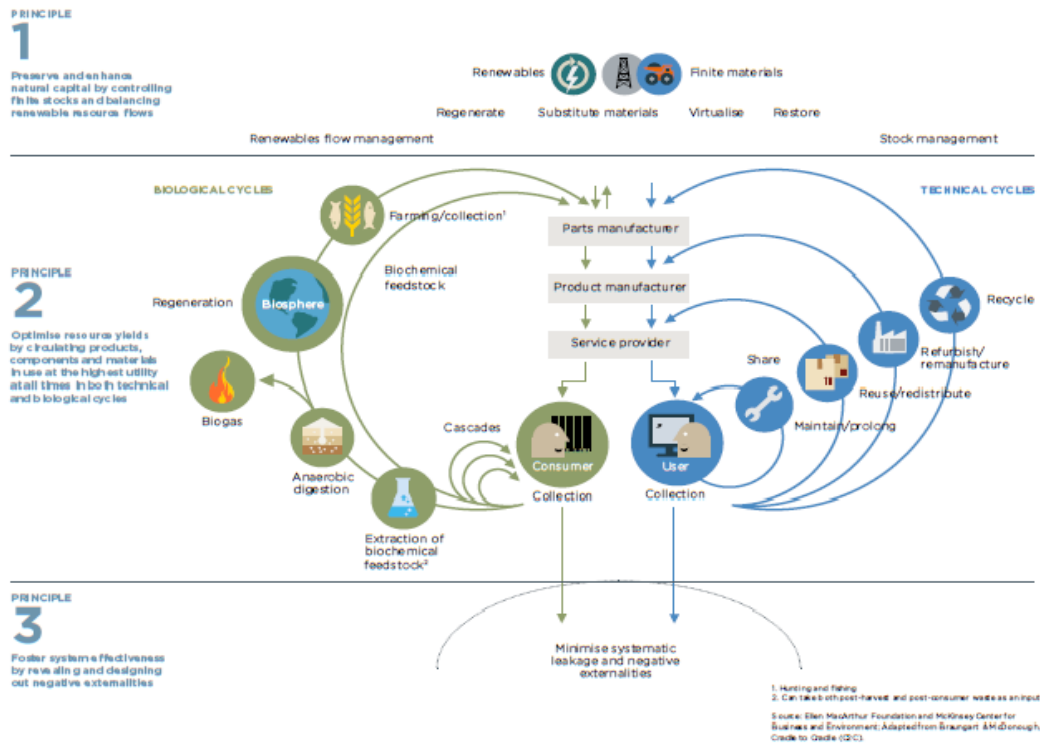 PRINCIPLE
1
Preserve and enhance
natural capital by controlling
finite stocks and balancing
renewable resource flows
Renewables
Finite materials
Regenerate
Substitute materials
Virtualise
Restore
Renewables flow management
Stock management
BIOLOGICAL CYCLES
TECHNICAL CYCLES
PRINCIPLE
2
Optimise resource yields
by circulating products,
components and materials
in use at the highest utility
at all times in both technical
and biological cycles
Farming/collection¹
Parts manufacturer
Biochemical
feedstock
Regeneration
Biosphere
Product manufacturer
Recycle
Service provider
Share
Refurbish/
remanufacture
Reuse/redistribute
Biogas
Cascades
Maintain/prolong
Consumer
User
Anaerobic
digestion
Collection
Collection
Extraction of
biochemical
feedstock²
PRINCIPLE
3
Foster system effectiveness
by revealing and designing
out negative externalities
Minimise systematic
leakage and negative
externalities
1. Hunting and fishing
2. Can take both post-harvest and post-consumer waste as an input
Source: Ellen MacArthur Foundation and McKinsey Center for
Business and Environment; Adapted from Braungart & McDonough,
Cradle to Cradle (C2C).